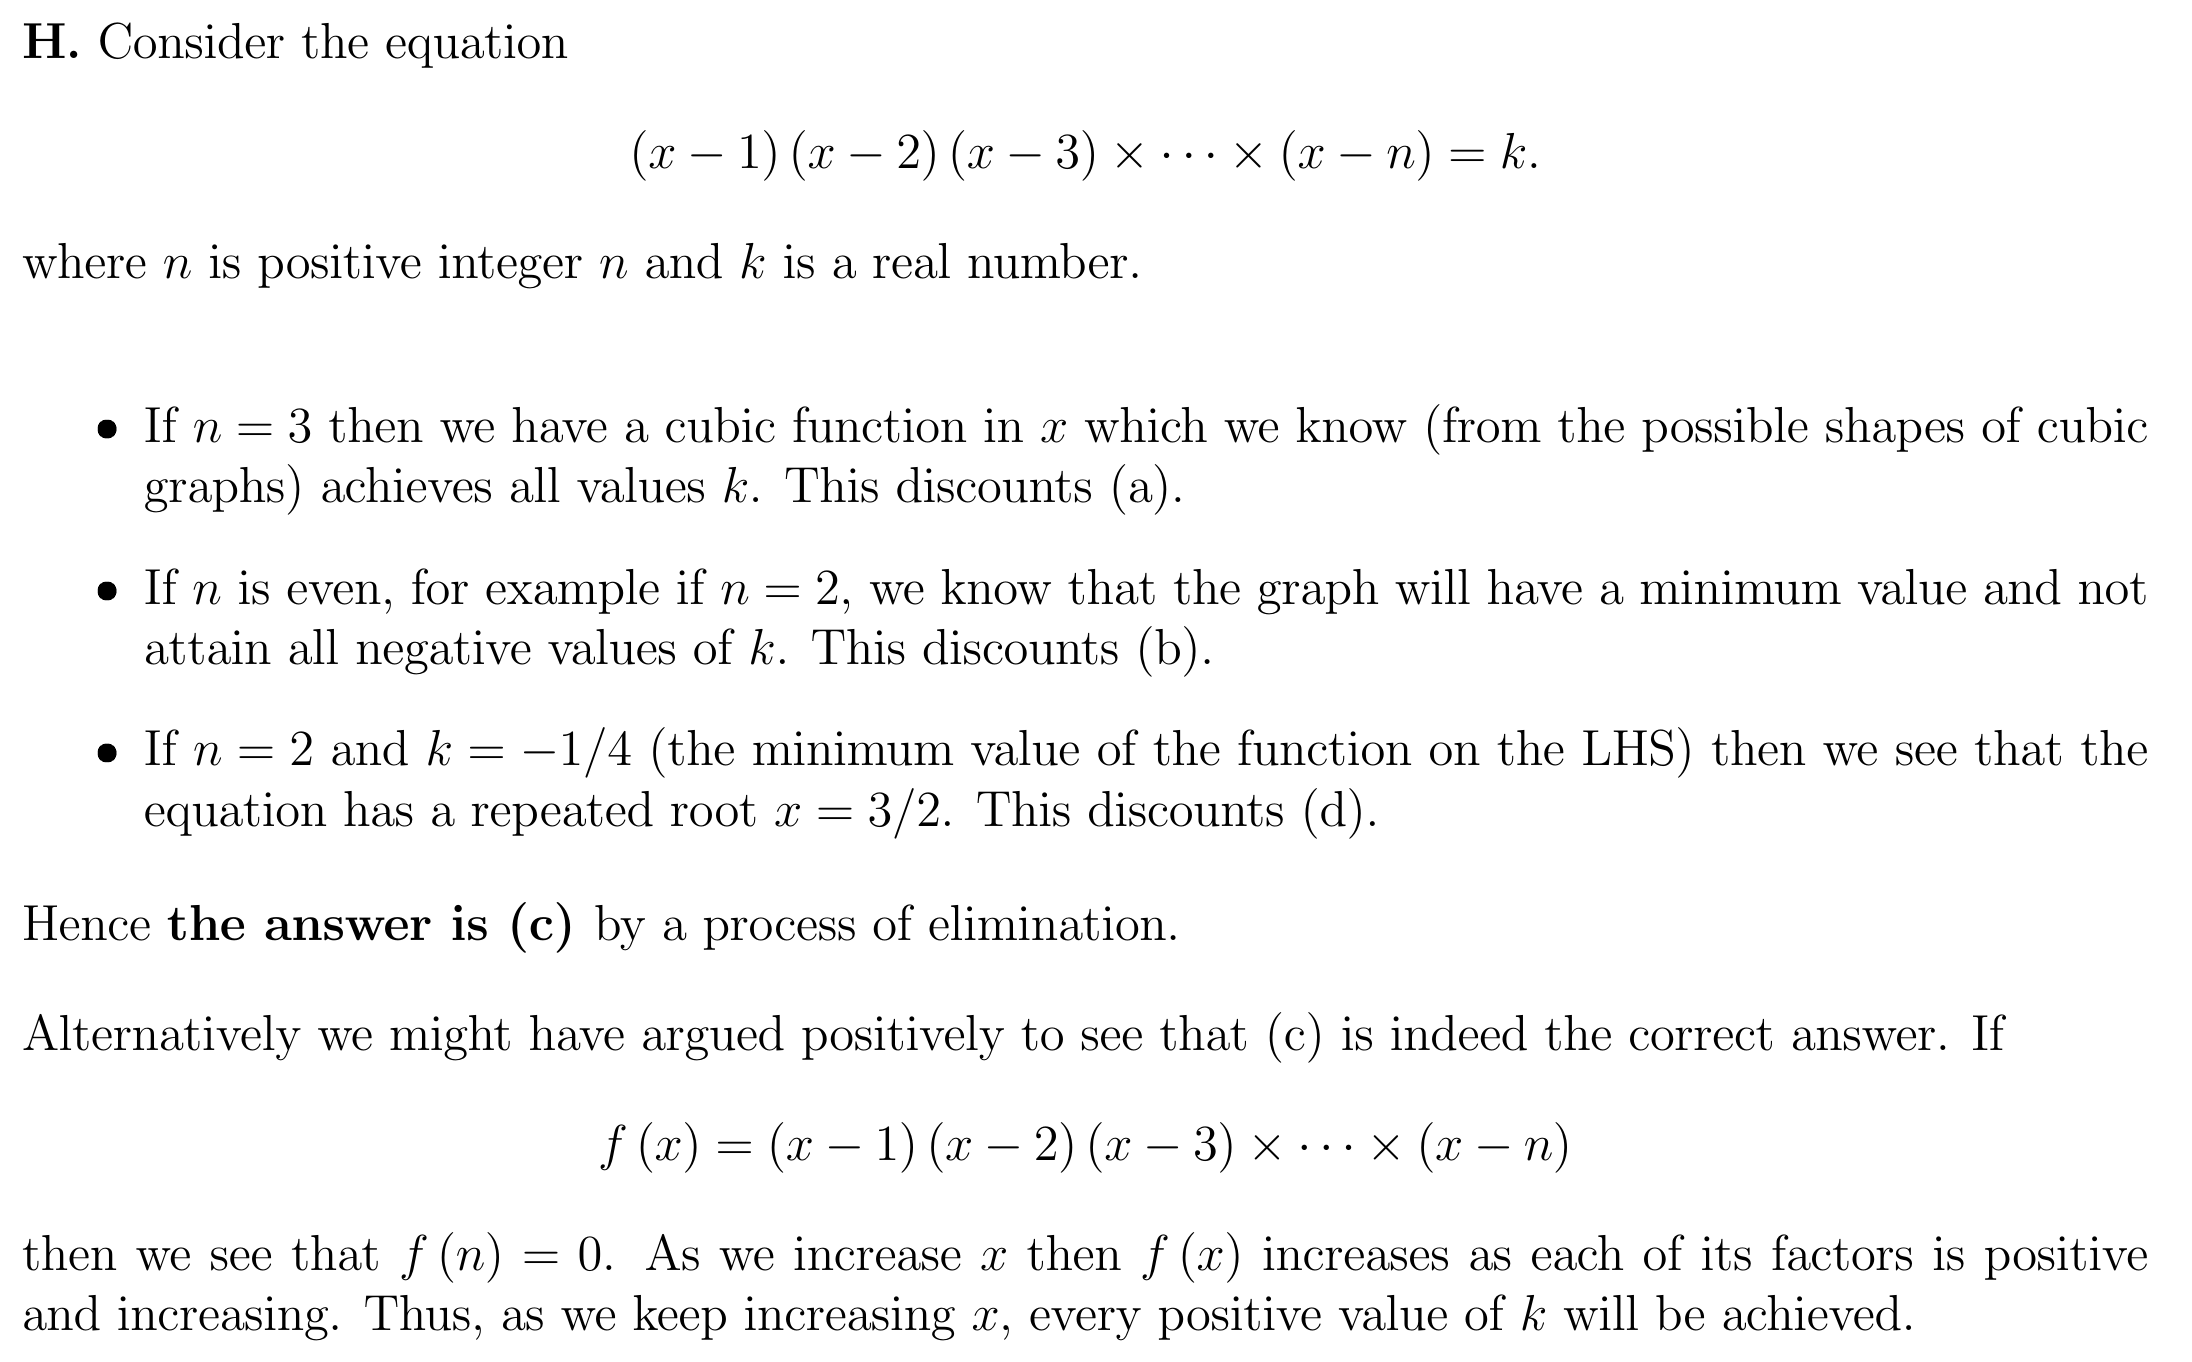 H. Consider the equation
(x − 1) (x − 2) (x − 3) × · · · × (x − n) = k.
where n is positive integer n and k is a real number.
• If n = 3 then we have a cubic function in x which we know (from the possible shapes of cubic
graphs) achieves all values k. This discounts (a).
• If n is even, for example if n = 2, we know that the graph will have a minimum value and not
attain all negative values of k. This discounts (b).
• If n = 2 and k = −1/4 (the minimum value of the function on the LHS) then we see that the
equation has a repeated root x = 3/2. This discounts (d).
Hence the answer is (c) by a process of elimination.
Alternatively we might have argued positively to see that (c) is indeed the correct answer. If
f (x) = (x − 1) (x − 2) (x − 3) × · · · × (x − n)
then we see that f (n) = 0. As we increase x then f (x) increases as each of its factors is positive
and increasing. Thus, as we keep increasing x, every positive value of k will be achieved.